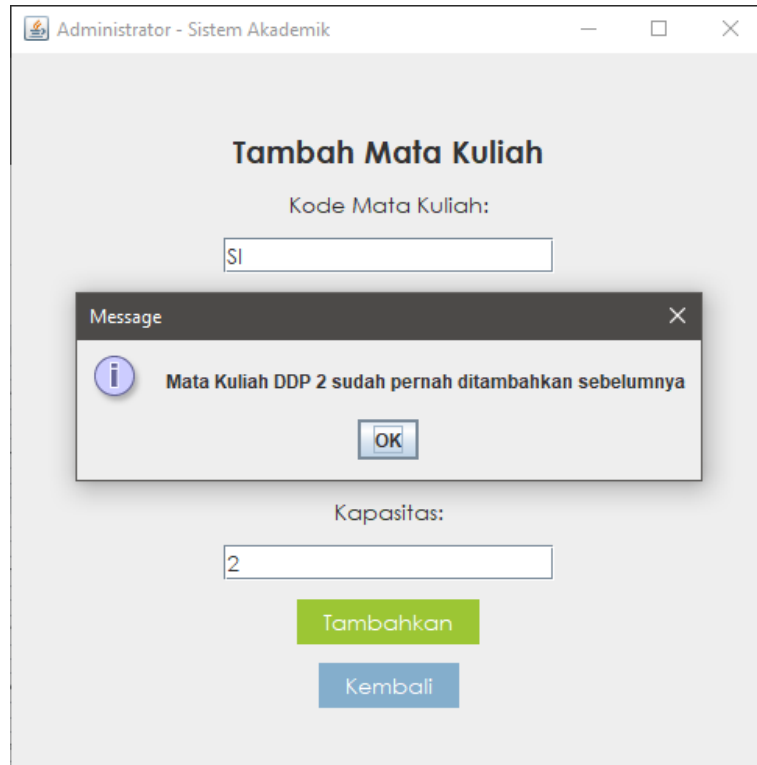 Administrator - Sistem Akademik
Tambah Mata Kuliah
Kode Mata Kuliah:
SI
Message
Mata Kuliah DDP 2 sudah pernah ditambahkan sebelumnya
OK
Kapasitas:
2
Tambahkan
Kembali